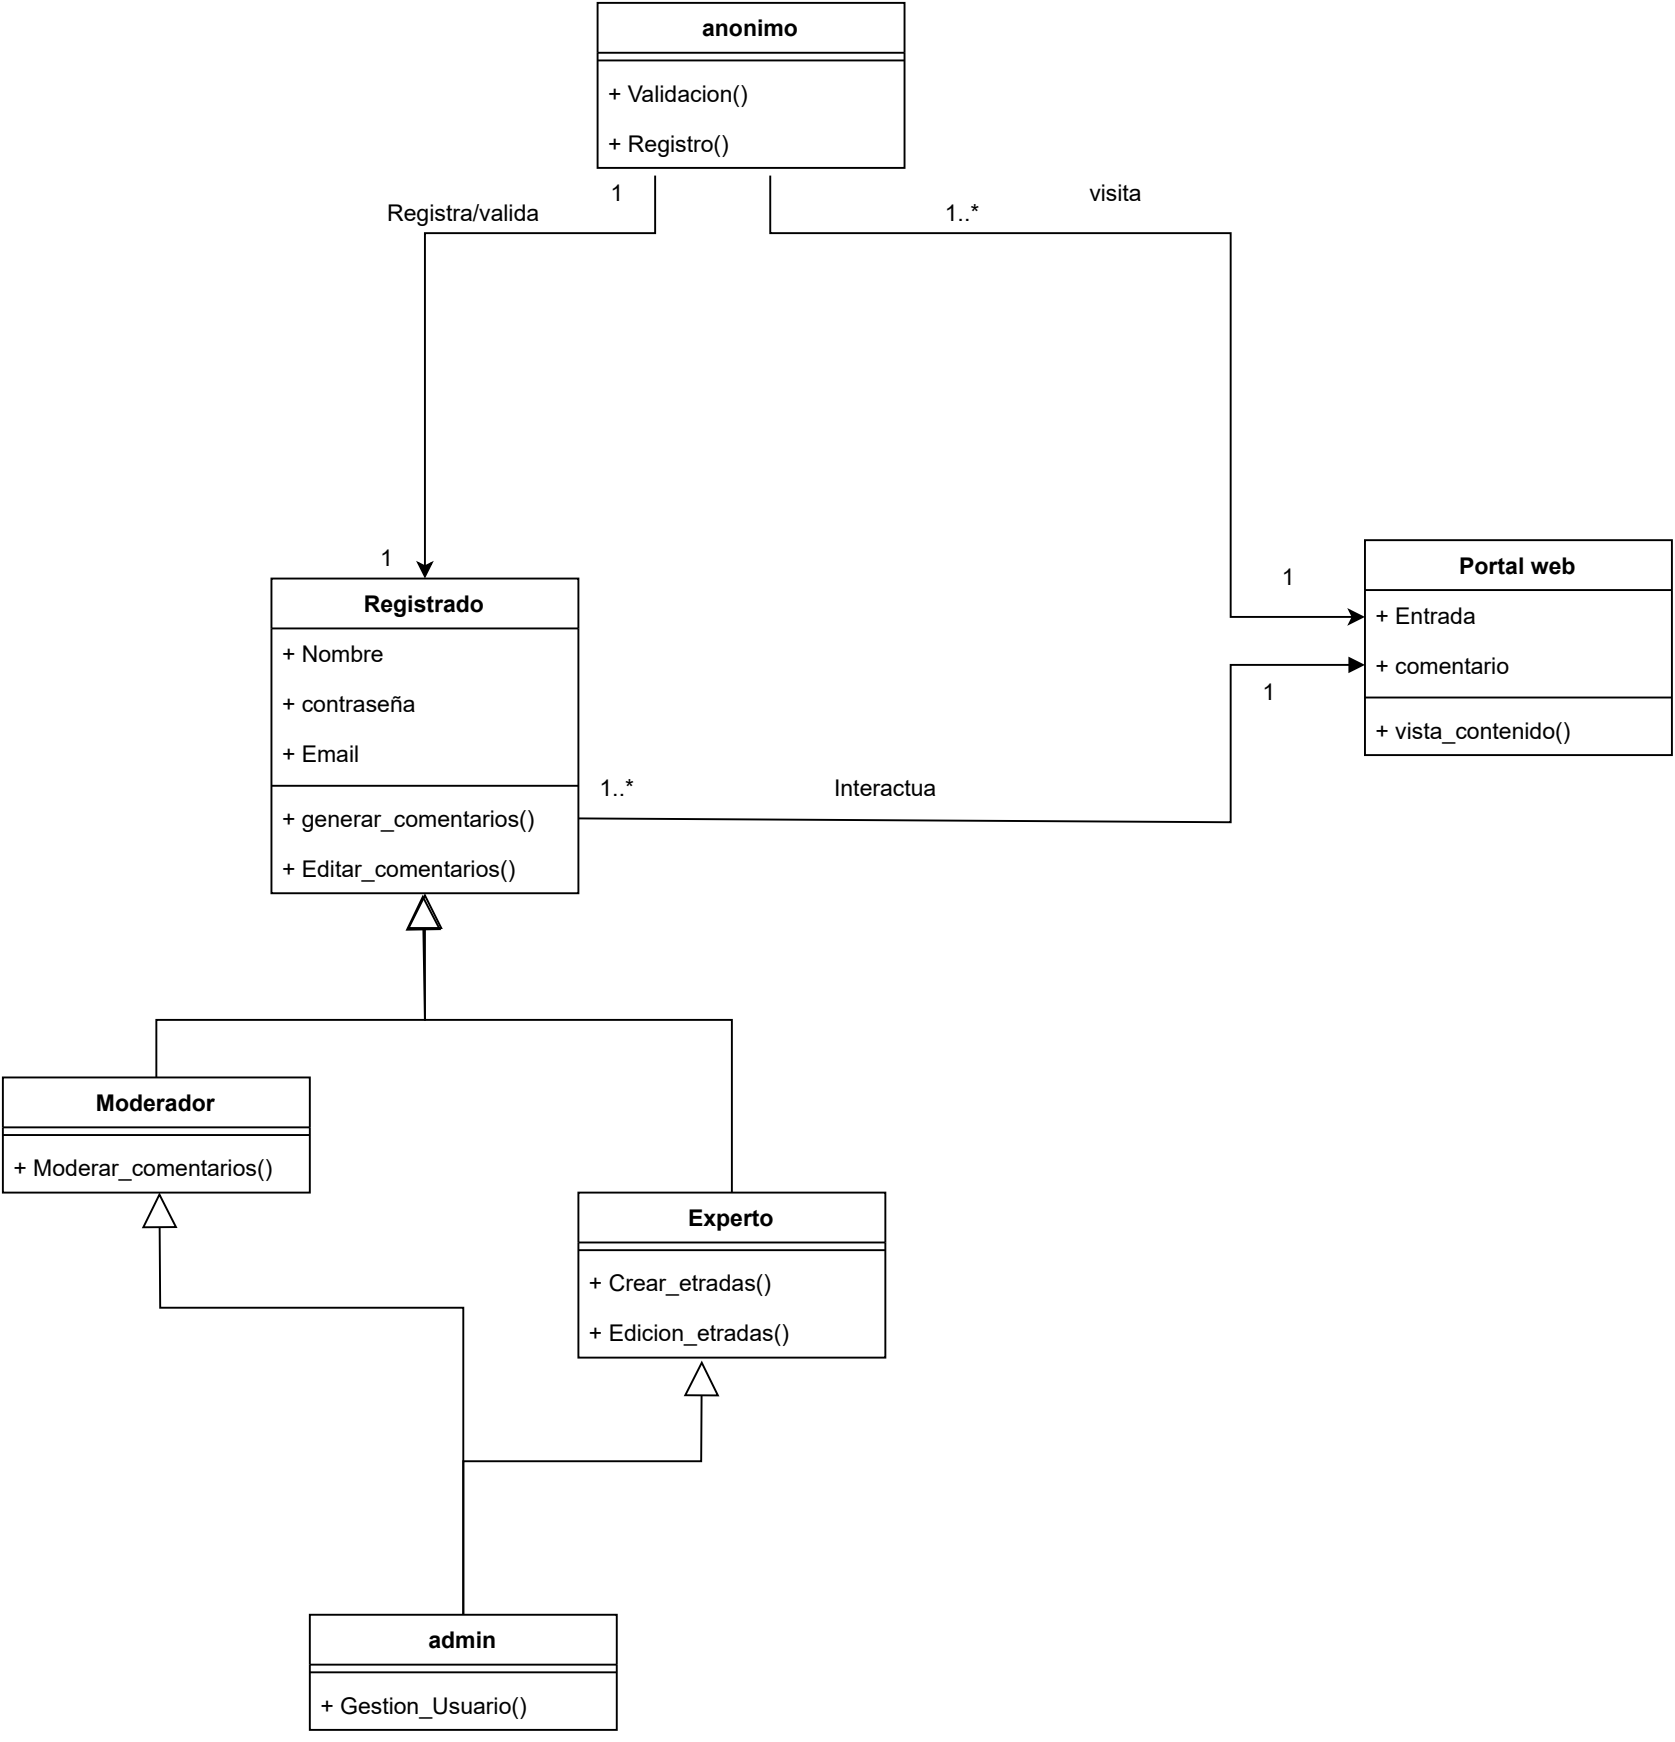 anonimo
+ Validacion()
+ Registro()
1
visita
Registra/valida
1..*
1
Registrado
+ Nombre
+ contraseña
+ Email
+ generar_comentarios()
+ Editar_comentarios()
1
Portal web
+ Entrada
+ comentario
+ vista_contenido()
1
1..*
Interactua
Moderador
+ Moderar_comentarios()
Experto
+ Crear_etradas()
+ Edicion_etradas()
admin
+ Gestion_Usuario()